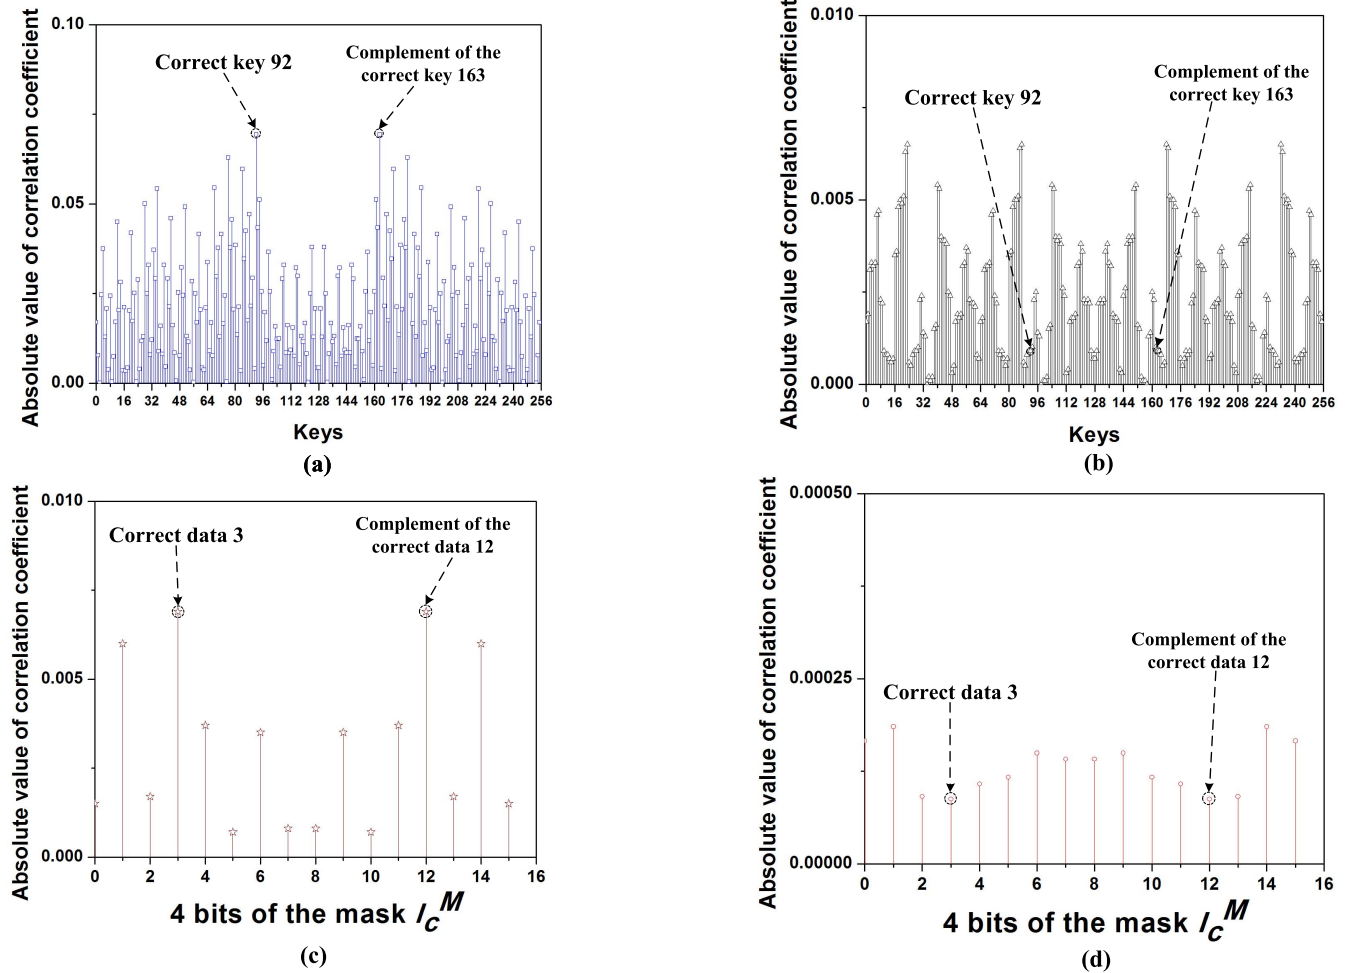 Absolute value of correlation coefficient
0.10
0.05
0.00
Correct key 92
Complement of the
correct key 163
0 16 32 48 64 80 96 112 128 144 160 176 192 208 224 240 256
Keys
(a)
Absolute value of correlation coefficient
0.010
0.005
0.000
Correct key 92
Complement of the
correct key 163
0 16 32 48 64 80 96 112 128 144 160 176 192 208 224 240 256
Keys
(b)
Absolute value of correlation coefficient
0.010
0.005
0.000
Correct data 3
Complement of the
correct data 12
0 2 4 6 8 10 12 14 16
4 bits of the mask I_C^M
(c)
Absolute value of correlation coefficient
0.00050
0.00025
0.00000
Correct data 3
Complement of the
correct data 12
0 2 4 6 8 10 12 14 16
4 bits of the mask I_C^M
(d)